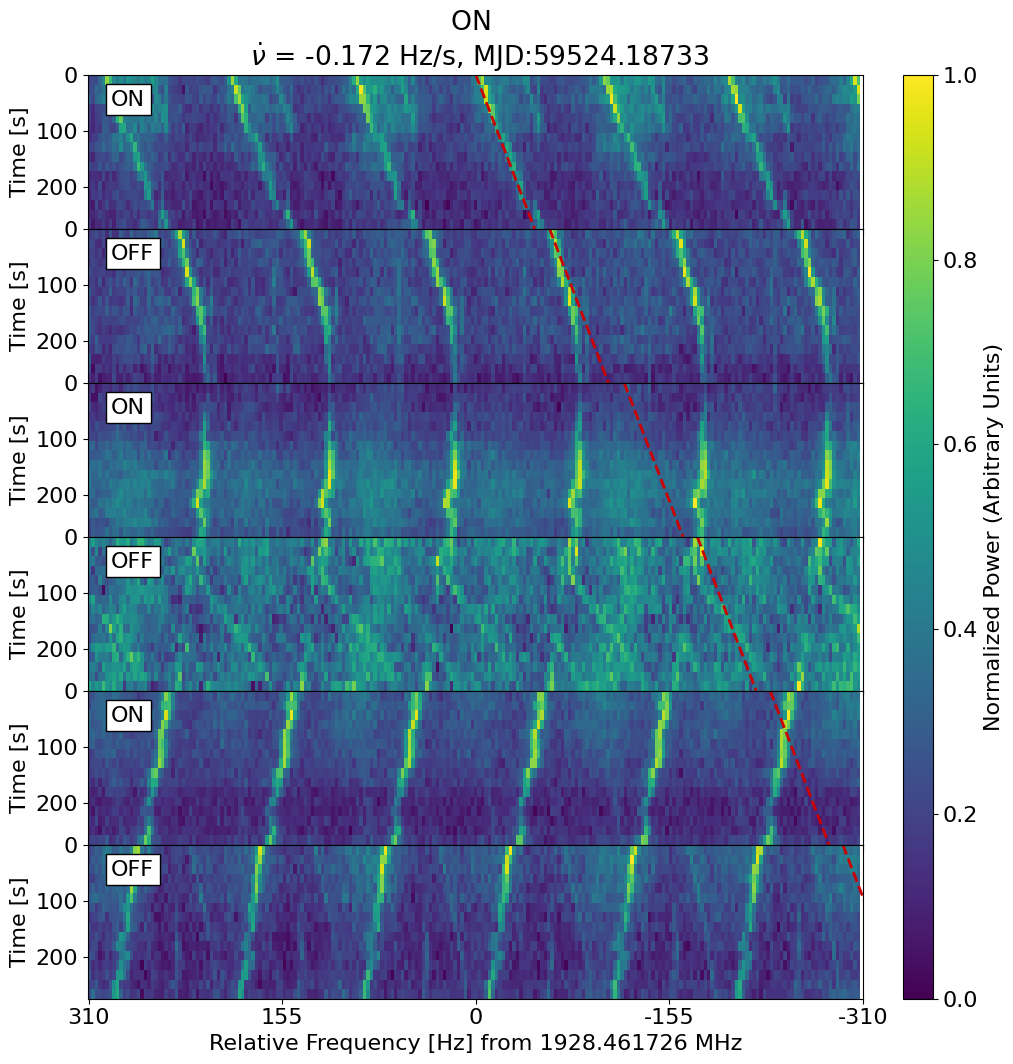 ON
ν̇ = -0.172 Hz/s, MJD:59524.18733
0
ON
100
Time [s]
200
0
OFF
100
Time [s]
200
0
ON
100
Time [s]
200
0
OFF
100
Time [s]
200
0
ON
100
Time [s]
200
0
OFF
100
Time [s]
200
310 155 0 -155 -310
Relative Frequency [Hz] from 1928.461726 MHz
1.0
0.8
0.6
0.4
0.2
0.0
Normalized Power (Arbitrary Units)